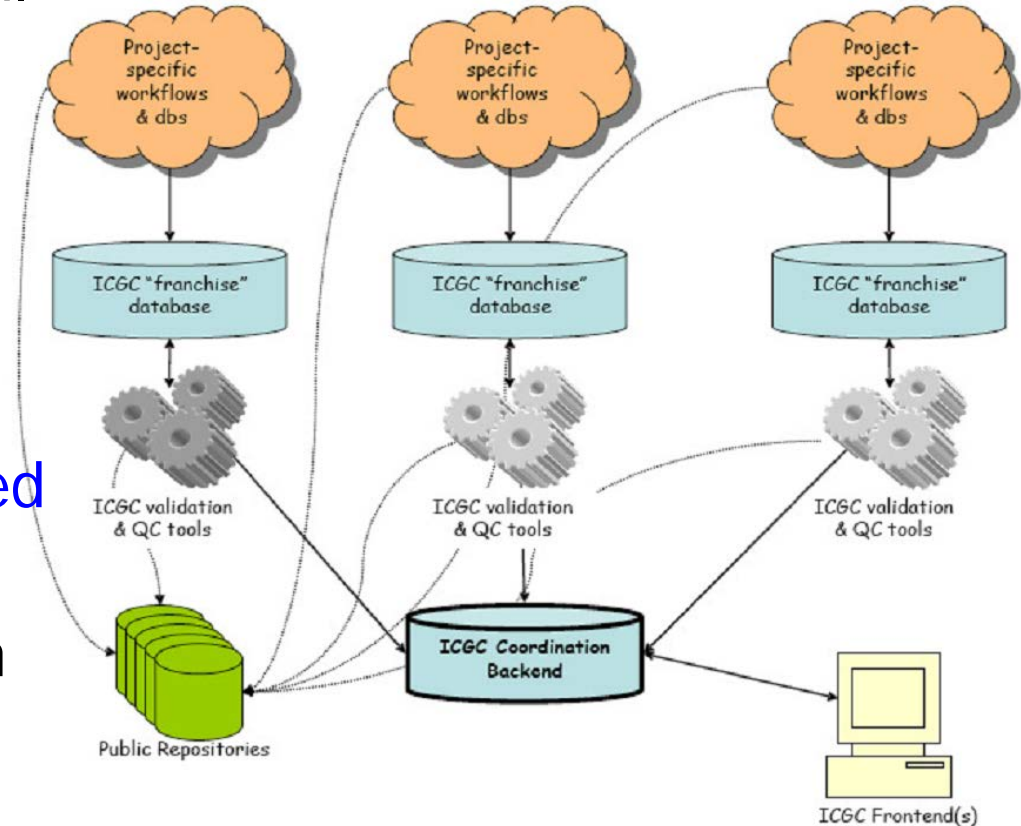 Project-
specific
workflows
& dbs
Project-
specific
workflows
& dbs
Project-
specific
workflows
& dbs
ICGC “franchise”
database
ICGC “franchise”
database
ICGC “franchise”
database
ed
ICGC validation
& QC tools
ICGC validation
& QC tools
ICGC validation
& QC tools
ICGC Coordination
Backend
Public Repositories
ICGC Frontend(s)